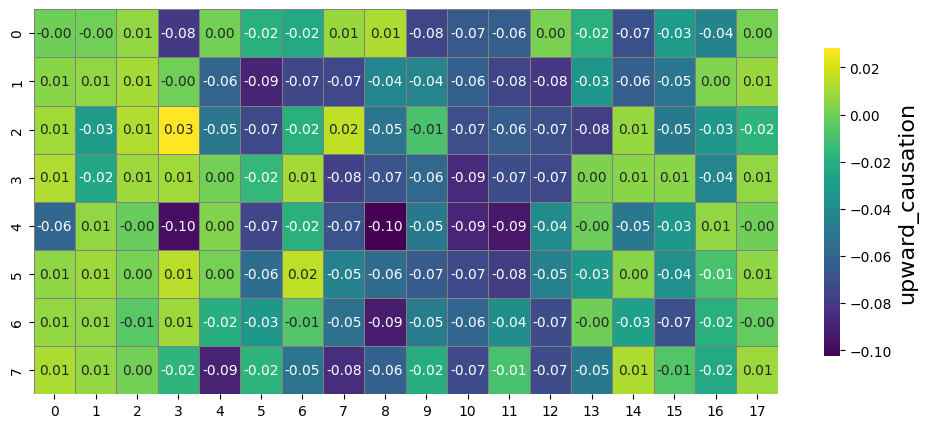 0 -0.00 -0.00 0.01 -0.08 0.00 -0.02 -0.02 0.01 0.01 -0.08 -0.07 -0.06 0.00 -0.02 -0.07 -0.03 -0.04 0.00
1 0.01 0.01 0.01 -0.00 -0.06 -0.09 -0.07 -0.07 -0.04 -0.04 -0.06 -0.08 -0.08 -0.03 -0.06 -0.05 0.00 0.01
2 0.01 -0.03 0.01 0.03 -0.05 -0.07 -0.02 0.02 -0.05 -0.01 -0.07 -0.06 -0.07 -0.08 0.01 -0.05 -0.03 -0.02
3 0.01 -0.02 0.01 0.01 0.00 -0.02 0.01 -0.08 -0.07 -0.06 -0.09 -0.07 -0.07 0.00 0.01 0.01 -0.04 0.01
4 -0.06 0.01 -0.00 -0.10 0.00 -0.07 -0.02 -0.07 -0.10 -0.05 -0.09 -0.09 -0.04 -0.00 -0.05 -0.03 0.01 -0.00
5 0.01 0.01 0.00 0.01 0.00 -0.06 0.02 -0.05 -0.06 -0.07 -0.07 -0.08 -0.05 -0.03 0.00 -0.04 -0.01 0.01
6 0.01 0.01 -0.01 0.01 -0.02 -0.03 -0.01 -0.05 -0.09 -0.05 -0.06 -0.04 -0.07 -0.00 -0.03 -0.07 -0.02 -0.00
7 0.01 0.01 0.00 -0.02 -0.09 -0.02 -0.05 -0.08 -0.06 -0.02 -0.07 -0.01 -0.07 -0.05 0.01 -0.01 -0.02 0.01
0 1 2 3 4 5 6 7 8 9 10 11 12 13 14 15 16 17
0.02
0.00
−0.02
−0.04
−0.06
−0.08
−0.10
upward_causation